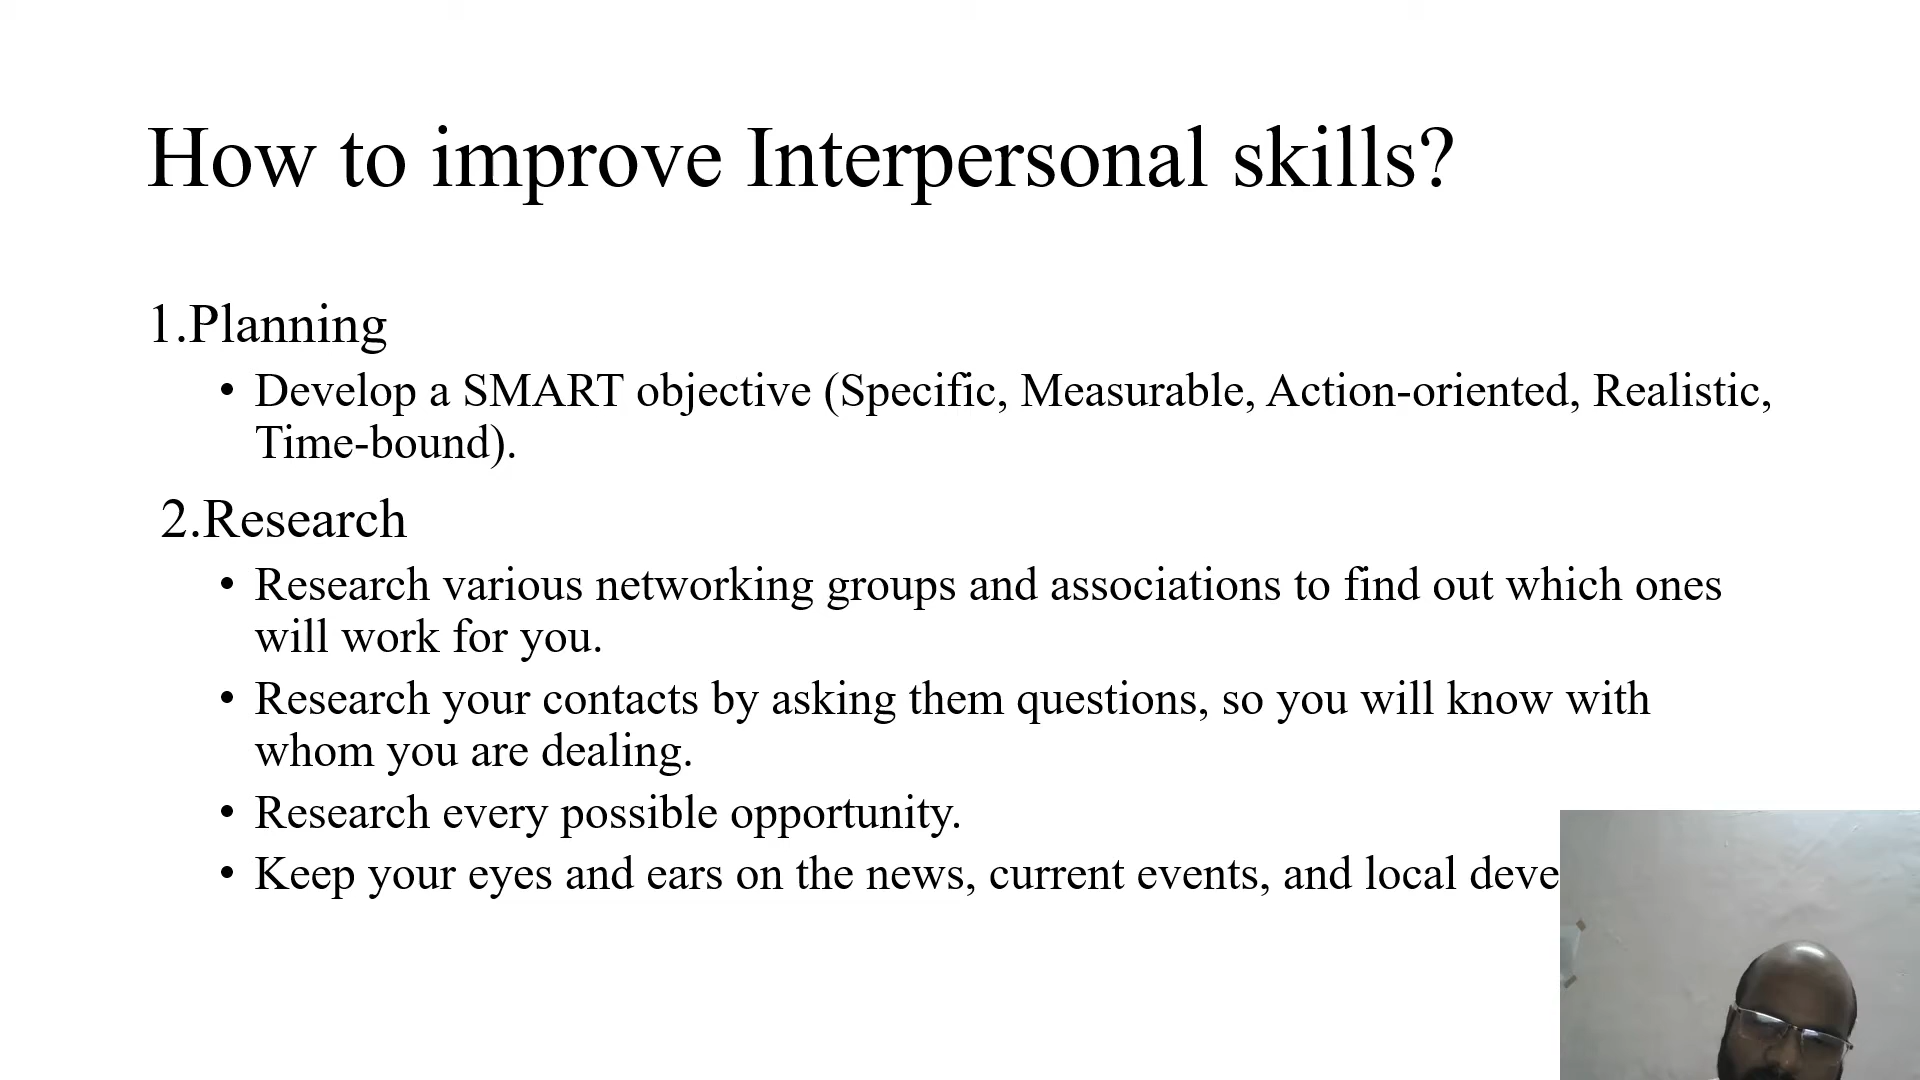 How to improve Interpersonal skills?
1.Planning
• Develop a SMART objective (Specific, Measurable, Action-oriented, Realistic,
Time-bound).
2.Research
• Research various networking groups and associations to find out which ones
will work for you.
• Research your contacts by asking them questions, so you will know with
whom you are dealing.
• Research every possible opportunity.
• Keep your eyes and ears on the news, current events, and local